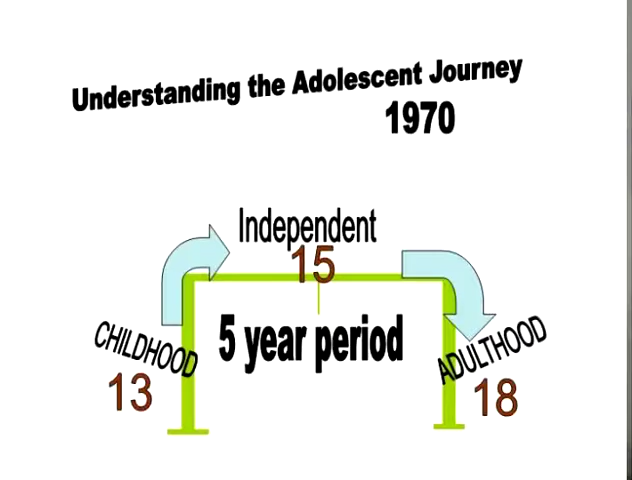 Understanding the Adolescent Journey
1970
Independent
15
5 year period
CHILDHOOD
13
ADULTHOOD
18